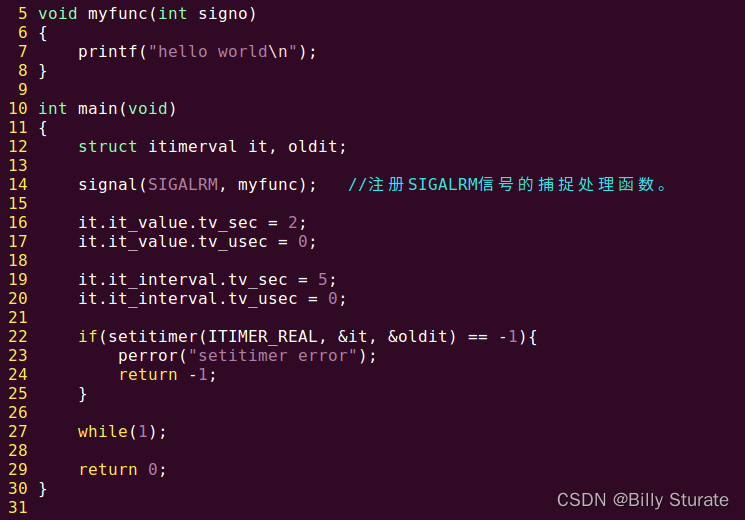 5 void myfunc(int signo)
6 {
7     printf("hello world\n");
8 }
9
10 int main(void)
11 {
12     struct itimerval it, oldit;
13
14     signal(SIGALRM, myfunc);   //注册SIGALRM信号的捕捉处理函数。
15
16     it.it_value.tv_sec = 2;
17     it.it_value.tv_usec = 0;
18
19     it.it_interval.tv_sec = 5;
20     it.it_interval.tv_usec = 0;
21
22     if(setitimer(ITIMER_REAL, &it, &oldit) == -1){
23         perror("setitimer error");
24         return -1;
25     }
26
27     while(1);
28
29     return 0;
30 }
31
CSDN @Billy Sturate